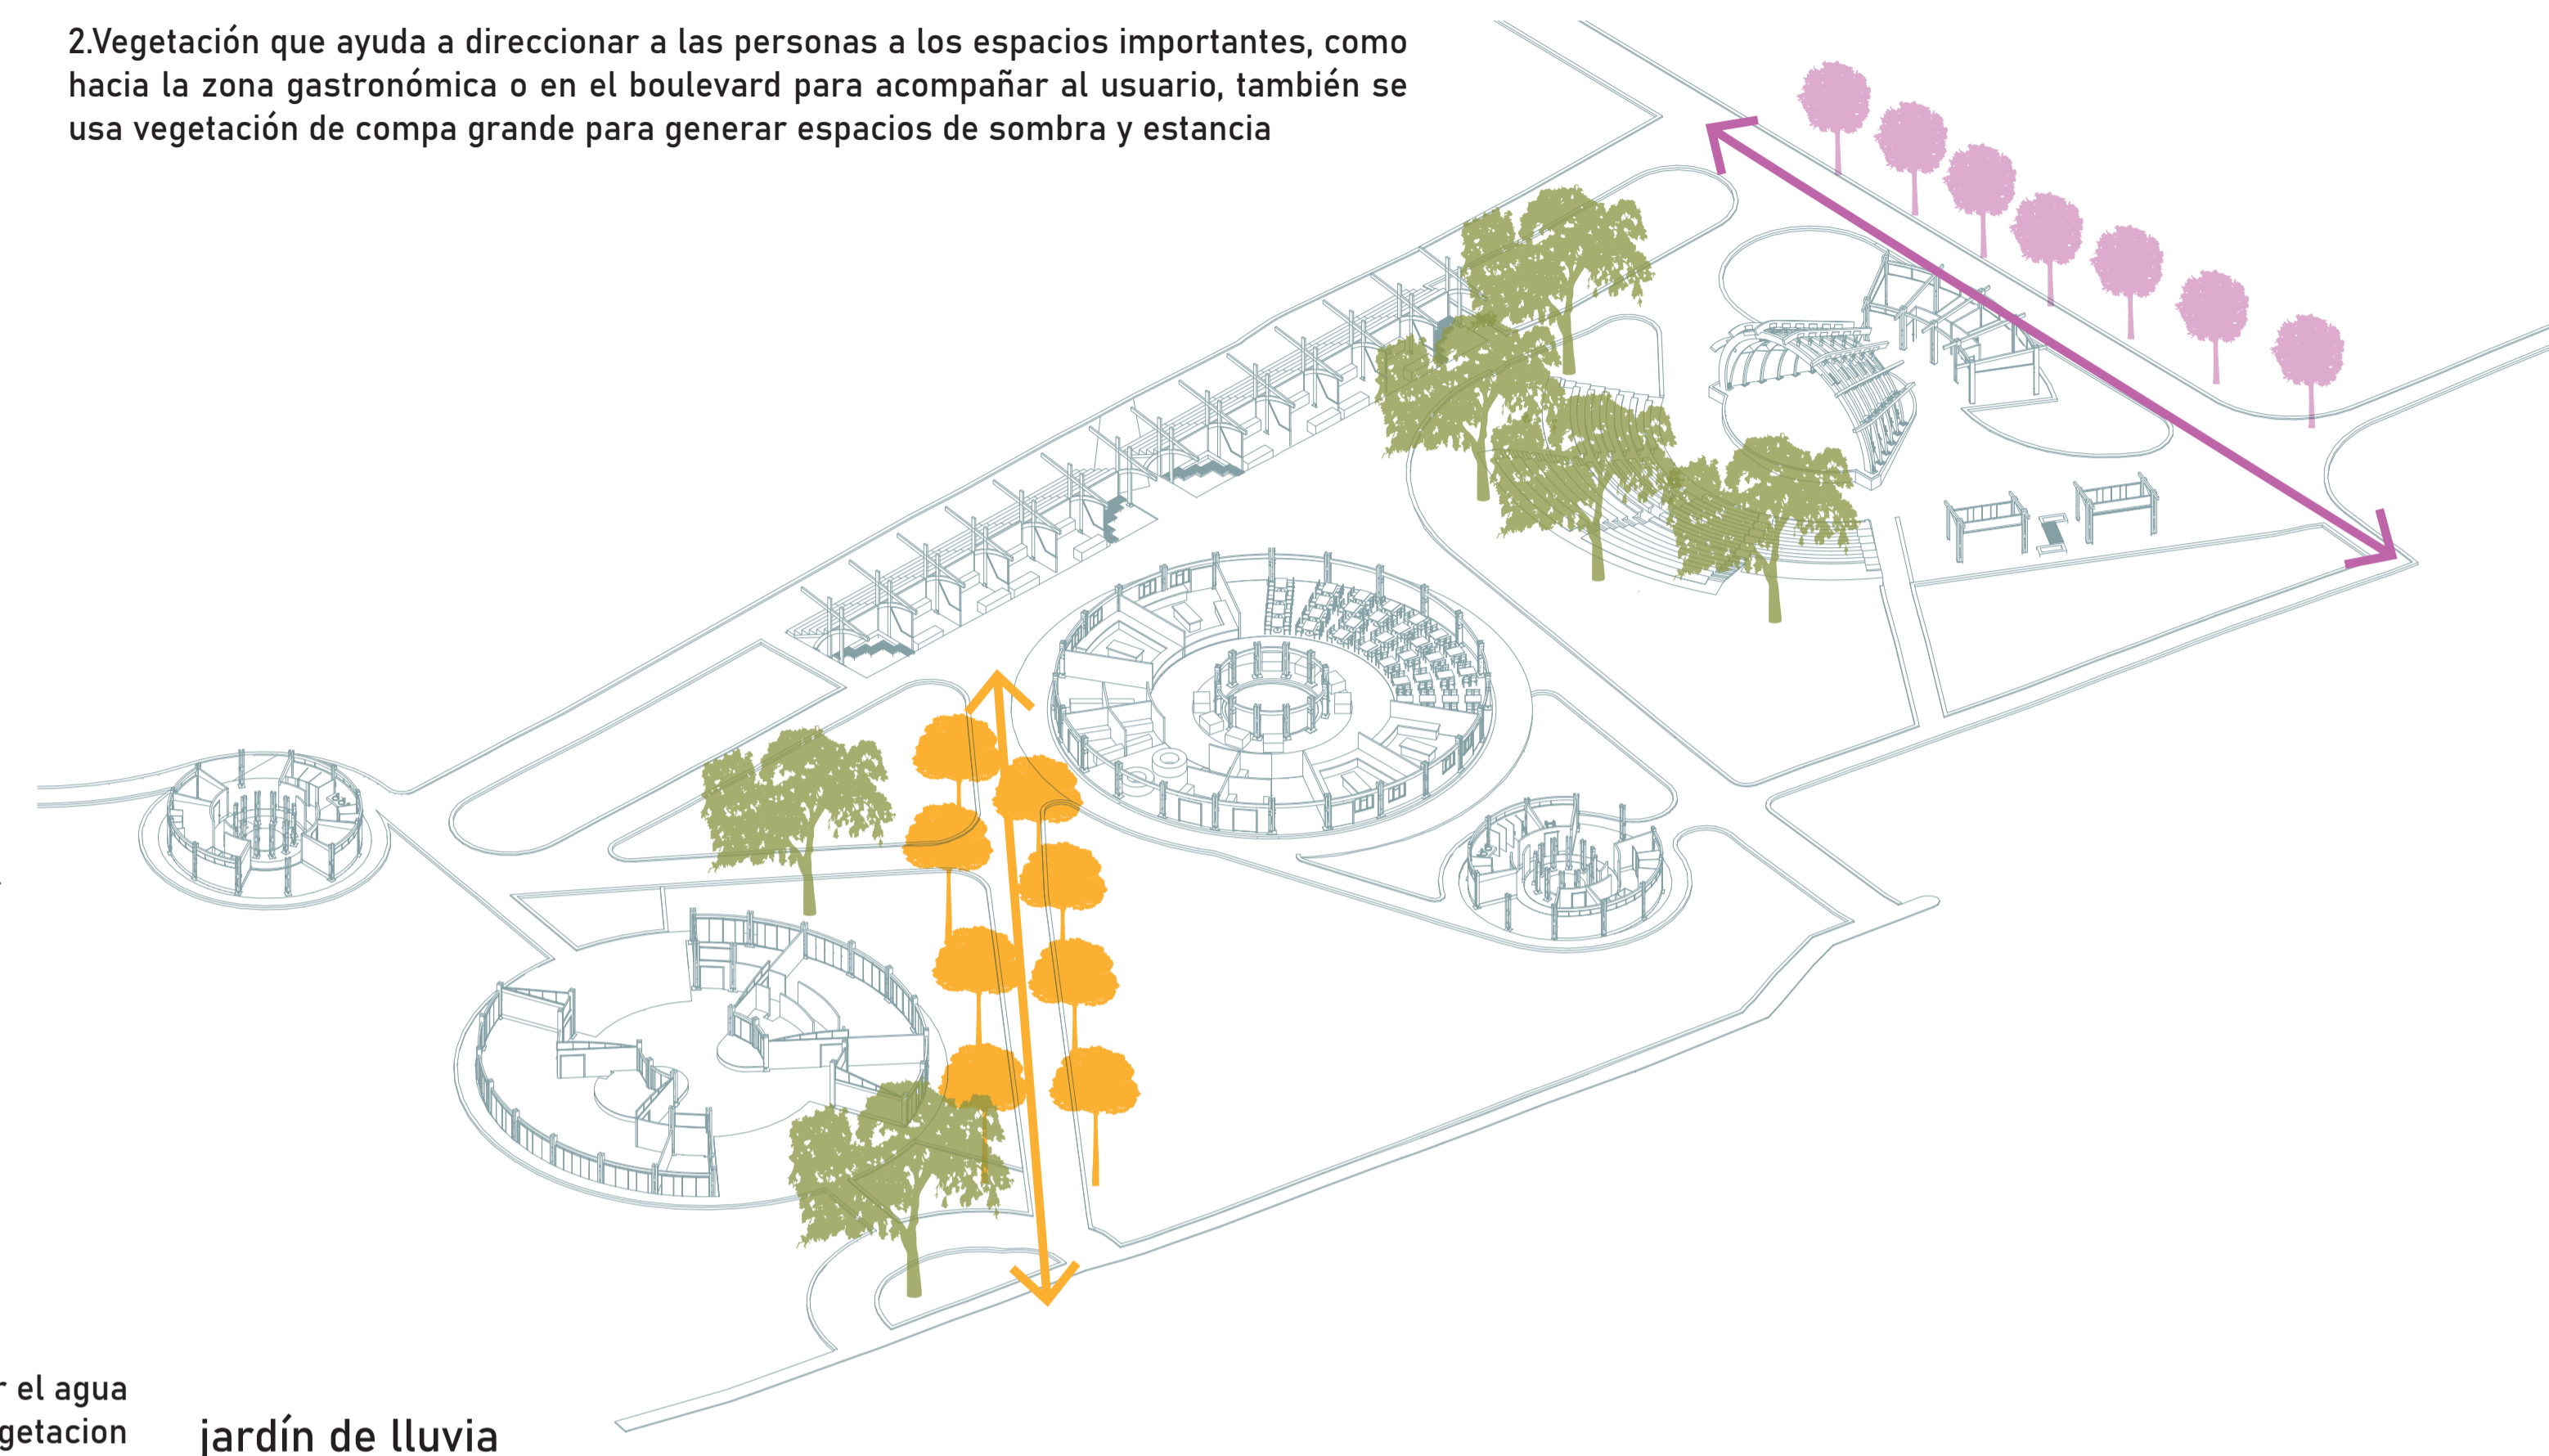 2.Vegetación que ayuda a direccionar a las personas a los espacios importantes, como
hacia la zona gastronómica o en el boulevard para acompañar al usuario, también se
usa vegetación de compa grande para generar espacios de sombra y estancia
el agua
jardín de lluvia